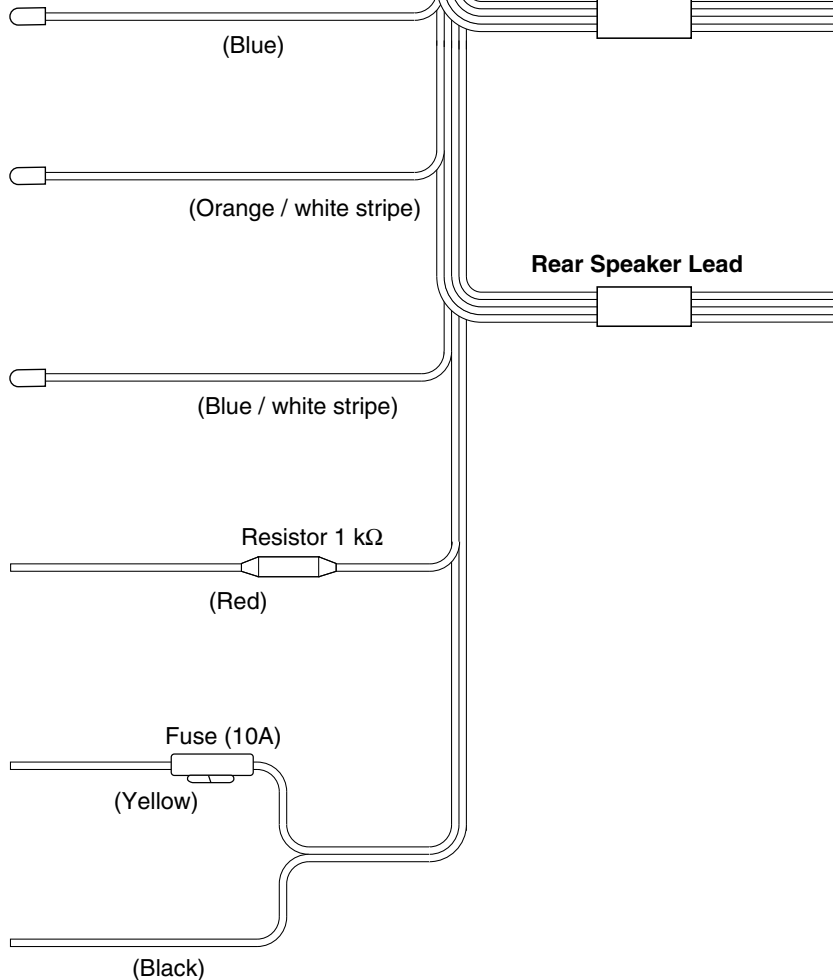 (Blue)
(Orange / white stripe)
Rear Speaker Lead
(Blue / white stripe)
Resistor 1 kΩ
(Red)
Fuse (10A)
(Yellow)
(Black)